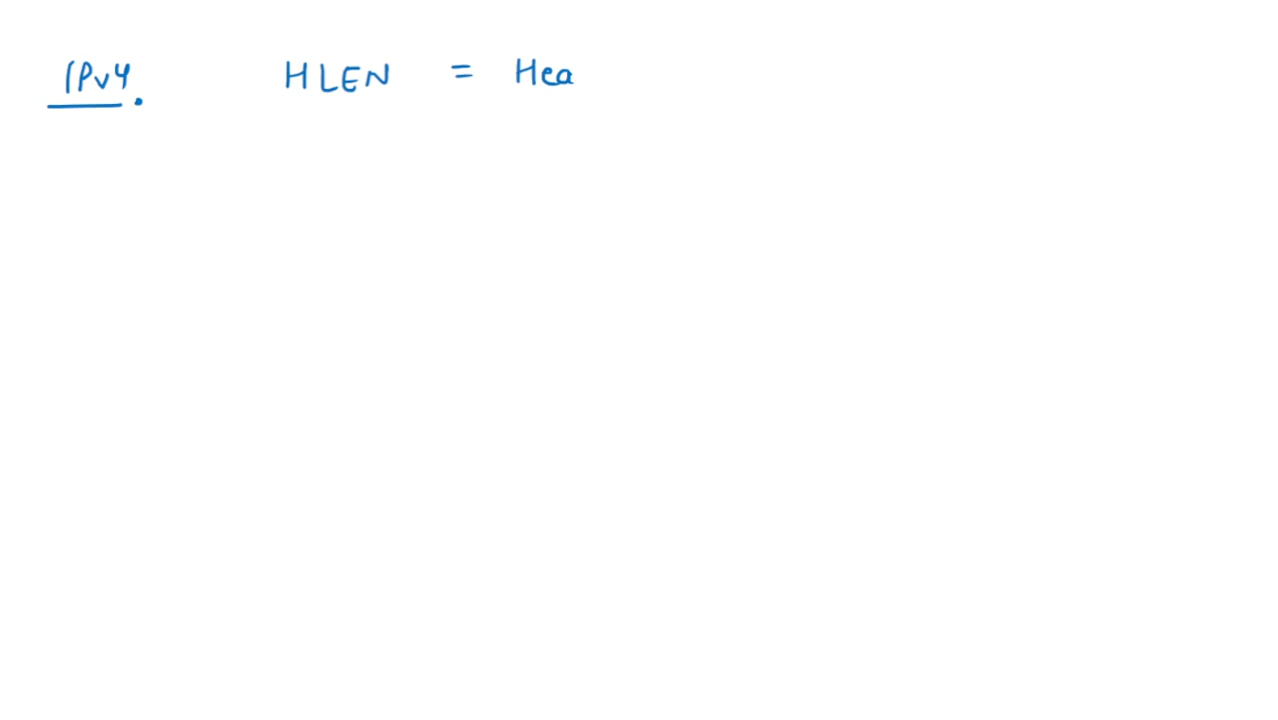 IPv4. HLEN = Hea